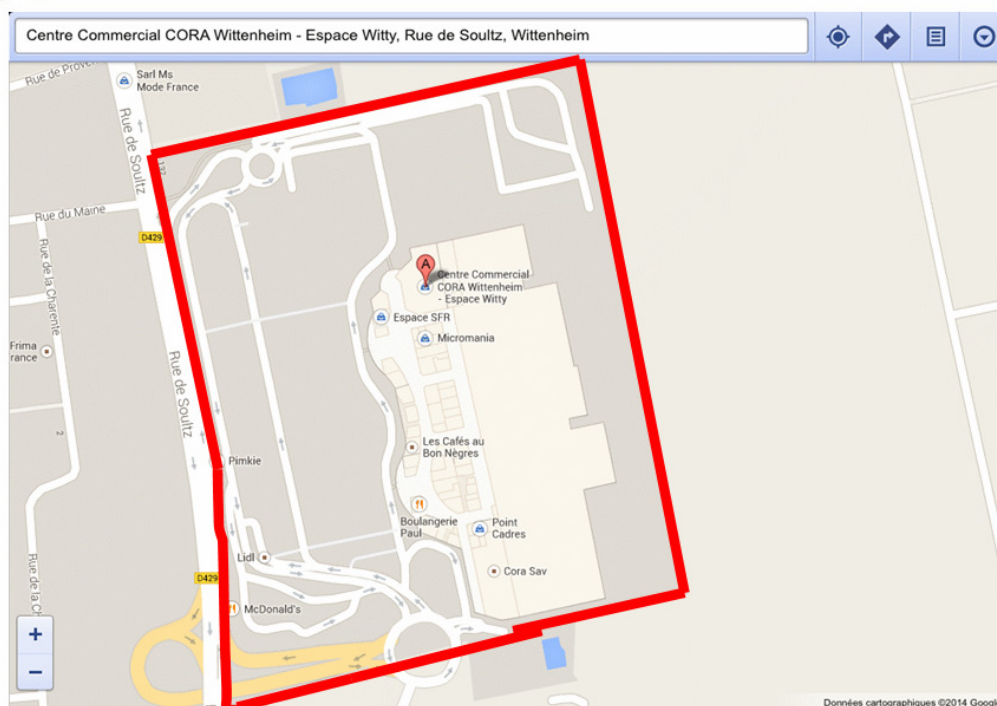 Centre Commercial CORA Wittenheim - Espace Witty, Rue de Soultz, Wittenheim
Rue de Prove
Sarl Ms
Mode France
Rue de Soultz
132
Rue du Maine
D429
Rue de la Charente
A
Centre Commercial
CORA Wittenheim
- Espace Witty
Espace SFR
Micromania
Frima
rance
Rue de Soultz
2
Les Cafés au
Bon Nègres
Pimkie
Boulangerie
Paul
Point
Cadres
Lidl
Cora Sav
D429
Rue de la Ch
McDonald's
+
−
Données cartographiques ©2014 Google